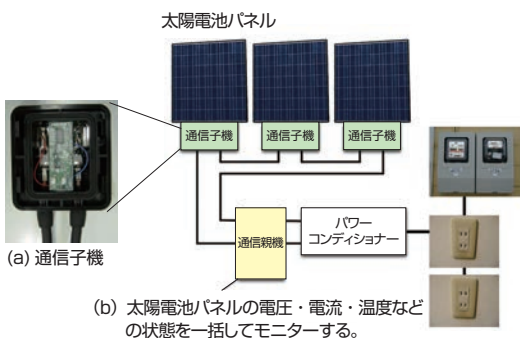 太陽電池パネル
通信子機
通信子機
通信子機
(a) 通信子機
通信親機
パワー
コンディショナー
(b) 太陽電池パネルの電圧・電流・温度など
の状態を一括してモニターする。